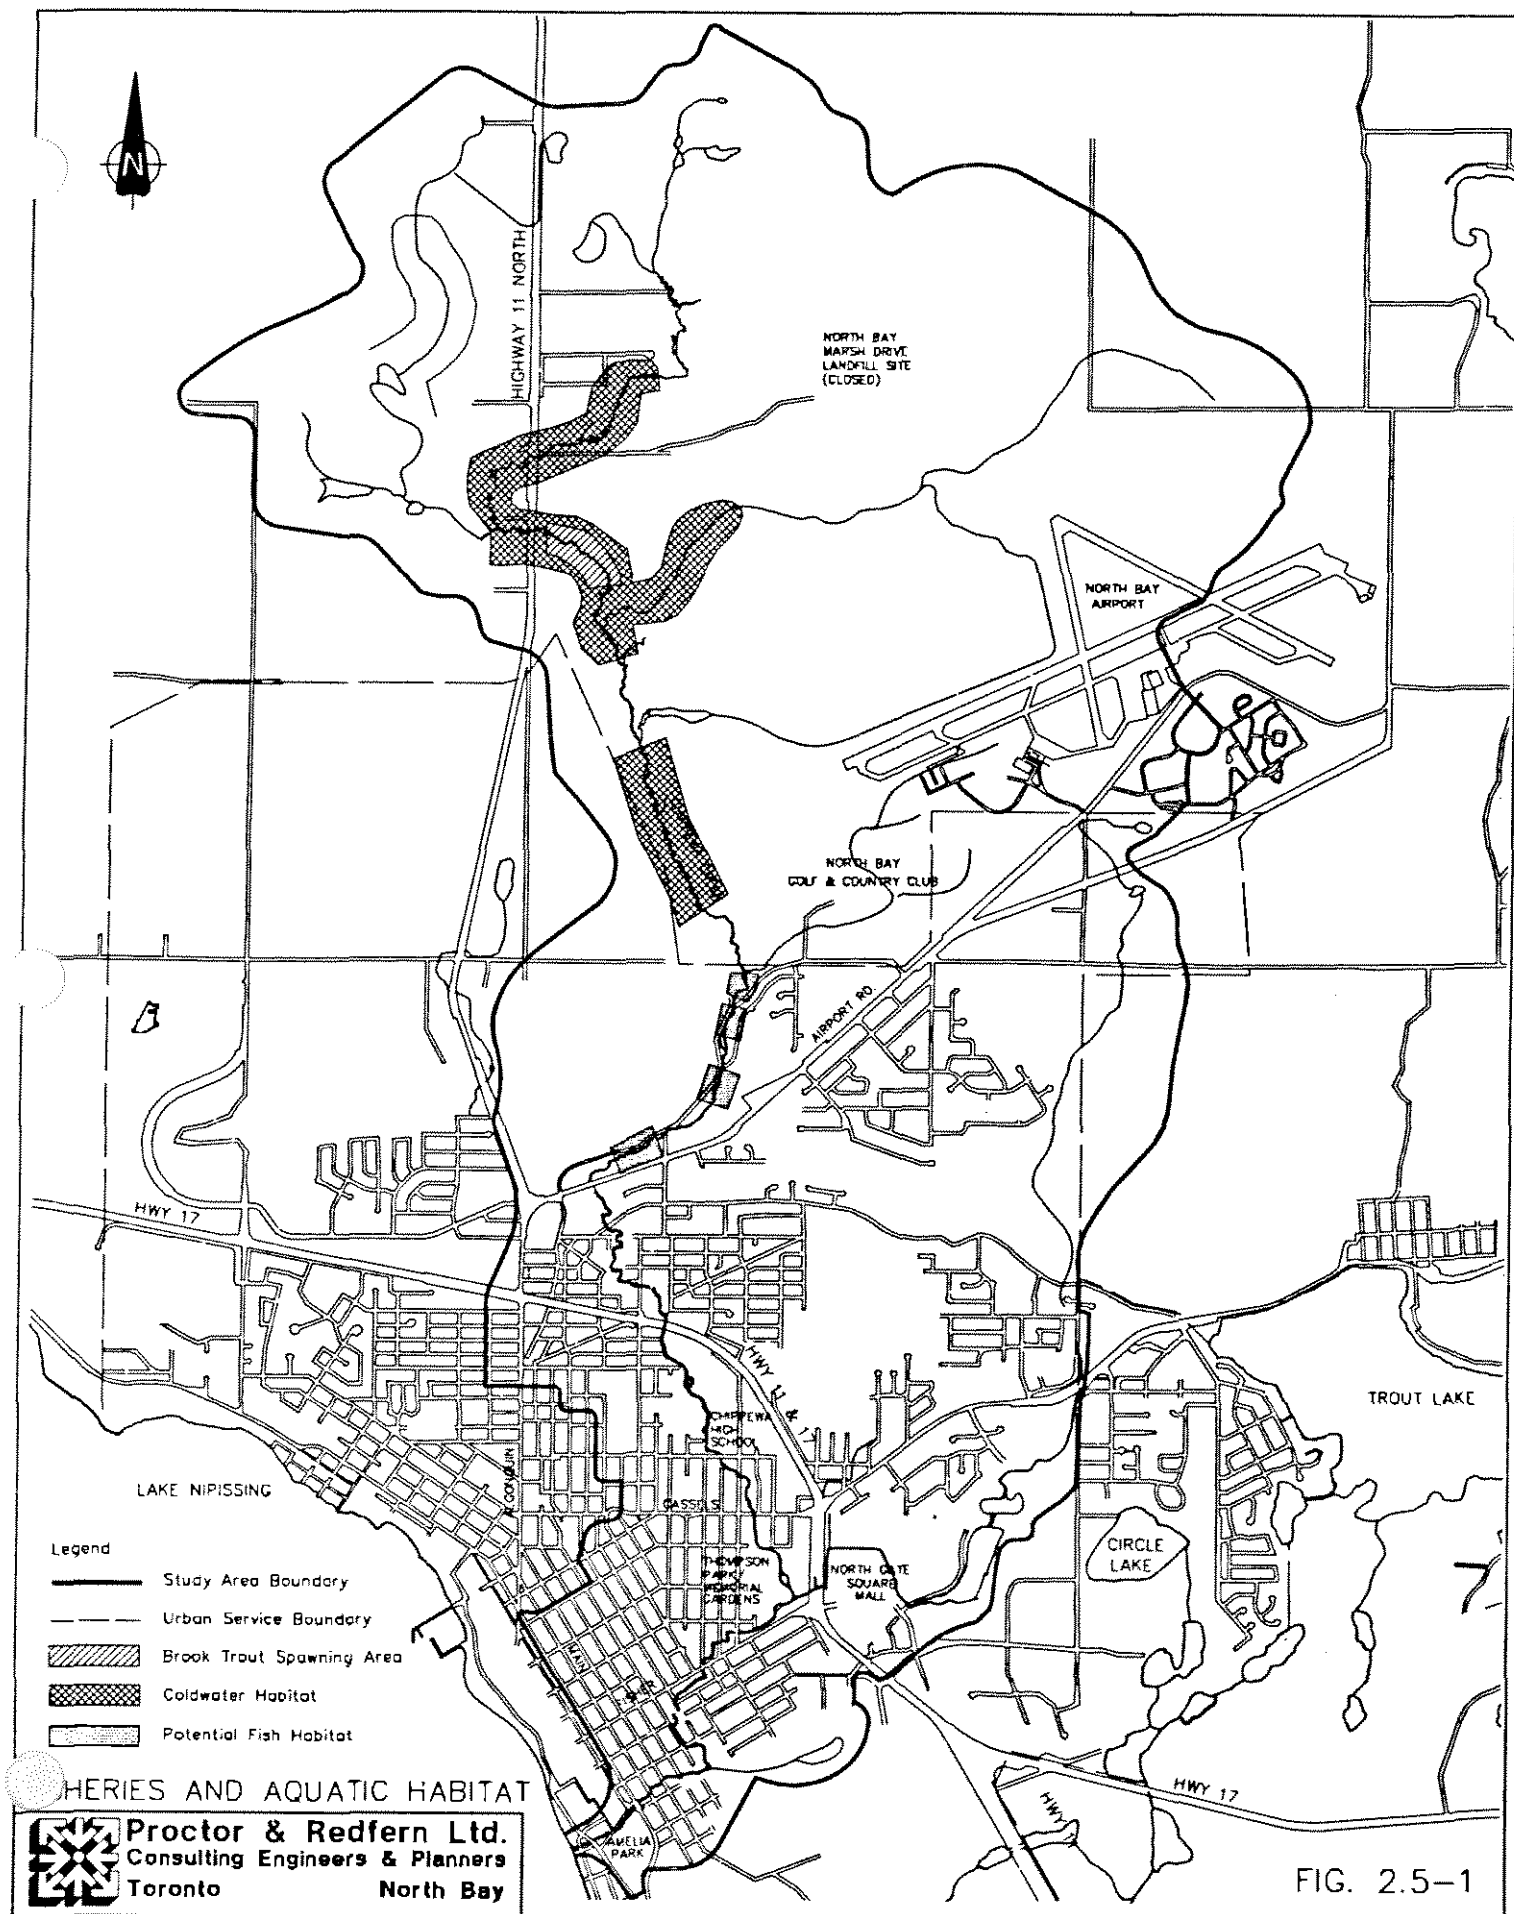 N
HIGHWAY 11 NORTH
NORTH BAY
MARSH DRIVE
LANDFILL SITE
(CLOSED)
NORTH BAY
AIRPORT
NORTH BAY
GOLF & COUNTRY CLUB
AIRPORT RD.
HWY 17
HWY 11 & 17
TROUT LAKE
CHIPPEWA
HIGH
SCHOOL
ALGONQUIN
LAKE NIPISSING
CASSELS
CIRCLE
LAKE
THOMPSON
PARK/
MEMORIAL
GARDENS
NORTH GATE
SQUARE
MALL
Legend
Study Area Boundary
Urban Service Boundary
Brook Trout Spawning Area
Coldwater Habitat
Potential Fish Habitat
MAIN
FISHER
HWY 17
HWY
AMELIA
PARK
HERIES AND AQUATIC HABITAT
Proctor & Redfern Ltd.
Consulting Engineers & Planners
Toronto North Bay
FIG. 2.5-1